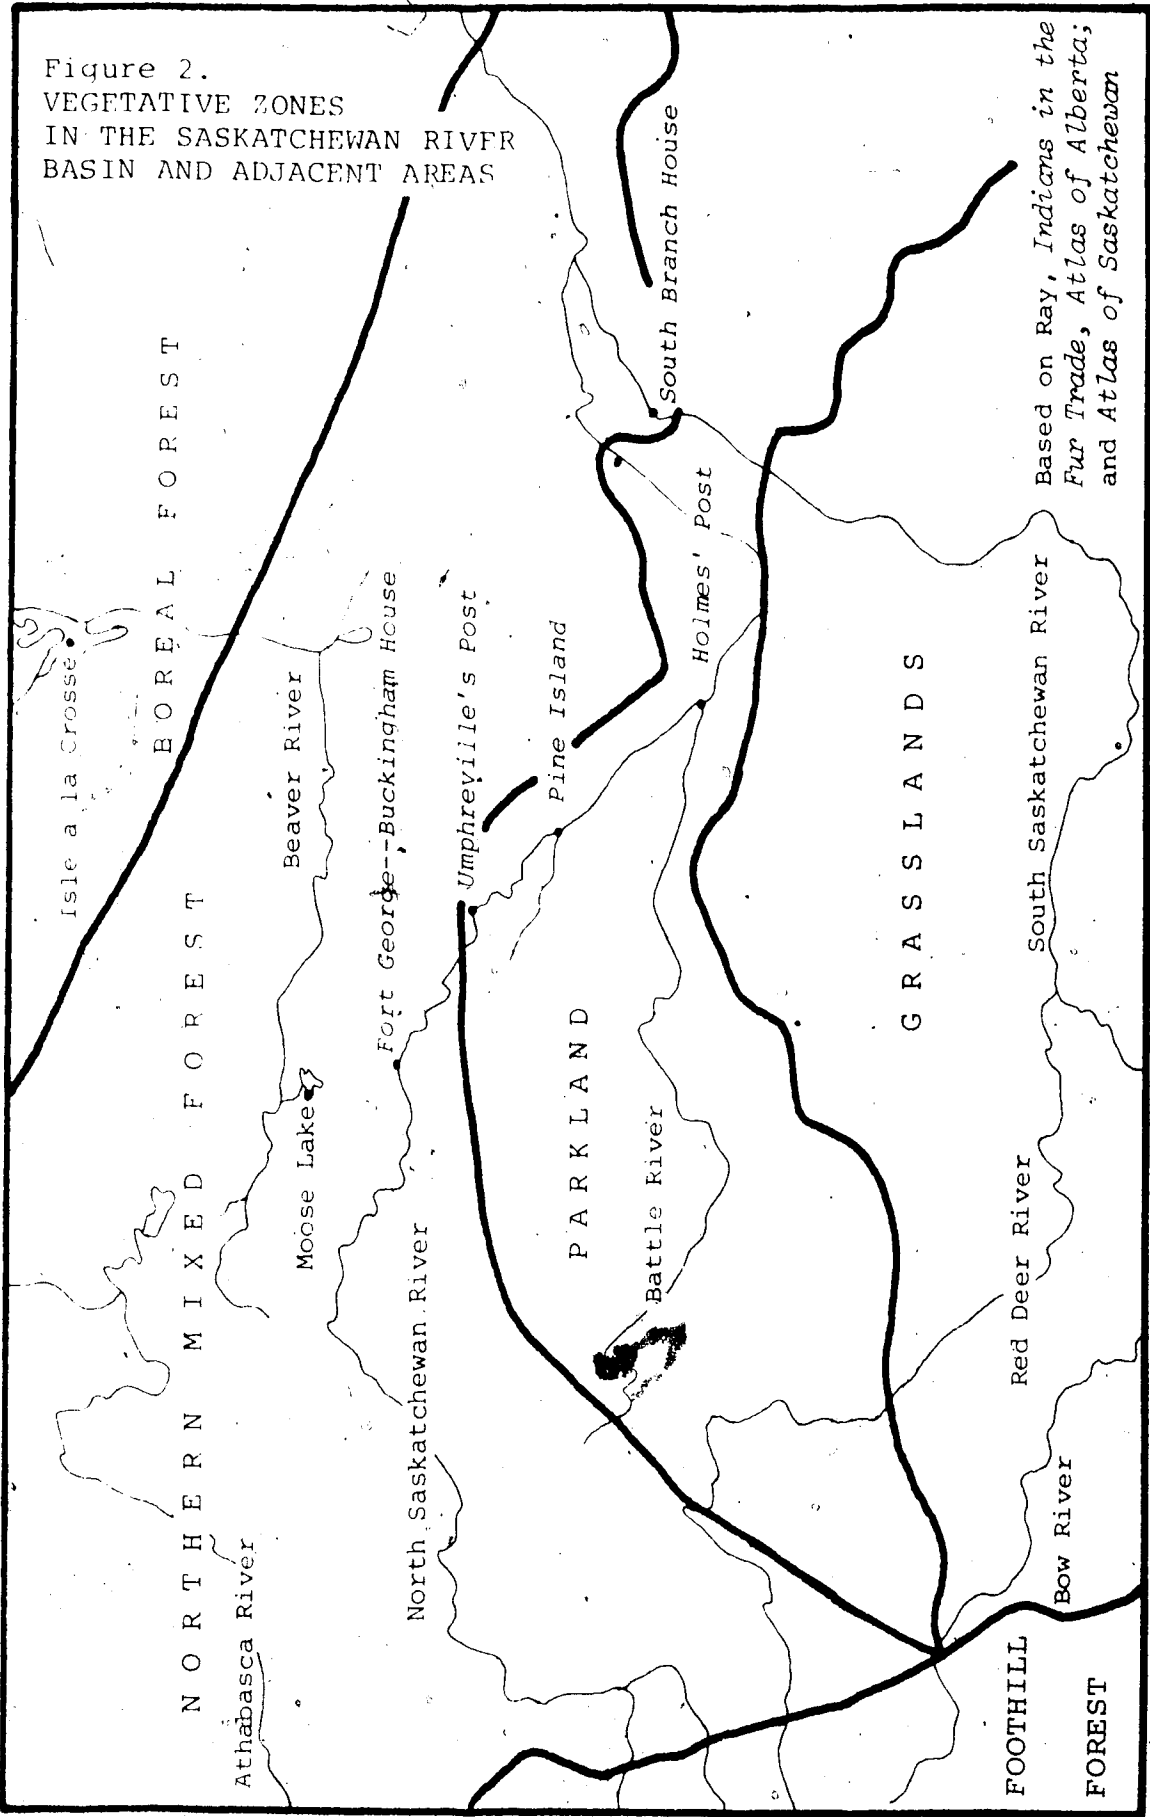 Figure 2.
VEGETATIVE ZONES
IN THE SASKATCHEWAN RIVER
BASIN AND ADJACENT AREAS
Isle a la Crosse
BOREAL FOREST
NORTHERN MIXED FOREST
Athabasca River
Beaver River
Moose Lake
Fort George--Buckingham House
North Saskatchewan River
Umphreville's Post
Pine Island
PARKLAND
Battle River
South Branch House
Holmes' Post
GRASSLANDS
South Saskatchewan River
Red Deer River
Bow River
FOOTHILL
FOREST
Based on Ray, Indians in the
Fur Trade, Atlas of Alberta;
and Atlas of Saskatchewan